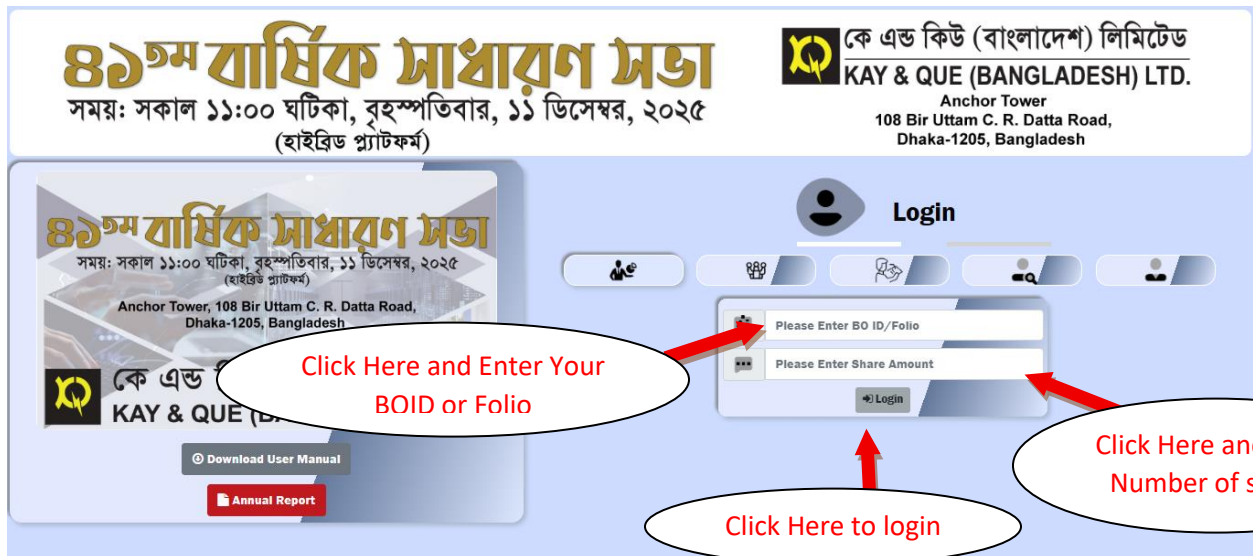 ৪১তম বার্ষিক সাধারণ সভা
সময়: সকাল ১১:০০ ঘটিকা, বৃহস্পতিবার, ১১ ডিসেম্বর, ২০২৫
(হাইব্রিড প্ল্যাটফর্ম)
কে এন্ড কিউ (বাংলাদেশ) লিমিটেড
KAY & QUE (BANGLADESH) LTD.
Anchor Tower
108 Bir Uttam C. R. Datta Road,
Dhaka-1205, Bangladesh
৪১তম বার্ষিক সাধারণ সভা
সময়: সকাল ১১:০০ ঘটিকা, বৃহস্পতিবার, ১১ ডিসেম্বর, ২০২৫
(হাইব্রিড প্ল্যাটফর্ম)
Anchor Tower, 108 Bir Uttam C. R. Datta Road,
Dhaka-1205, Bangladesh
কে এন্ড
KAY & QUE (BA
Download User Manual
Annual Report
Login
Please Enter BO ID/Folio
Please Enter Share Amount
Login
Click Here and Enter Your
BOID or Folio
Click Here and
Number of s
Click Here to login